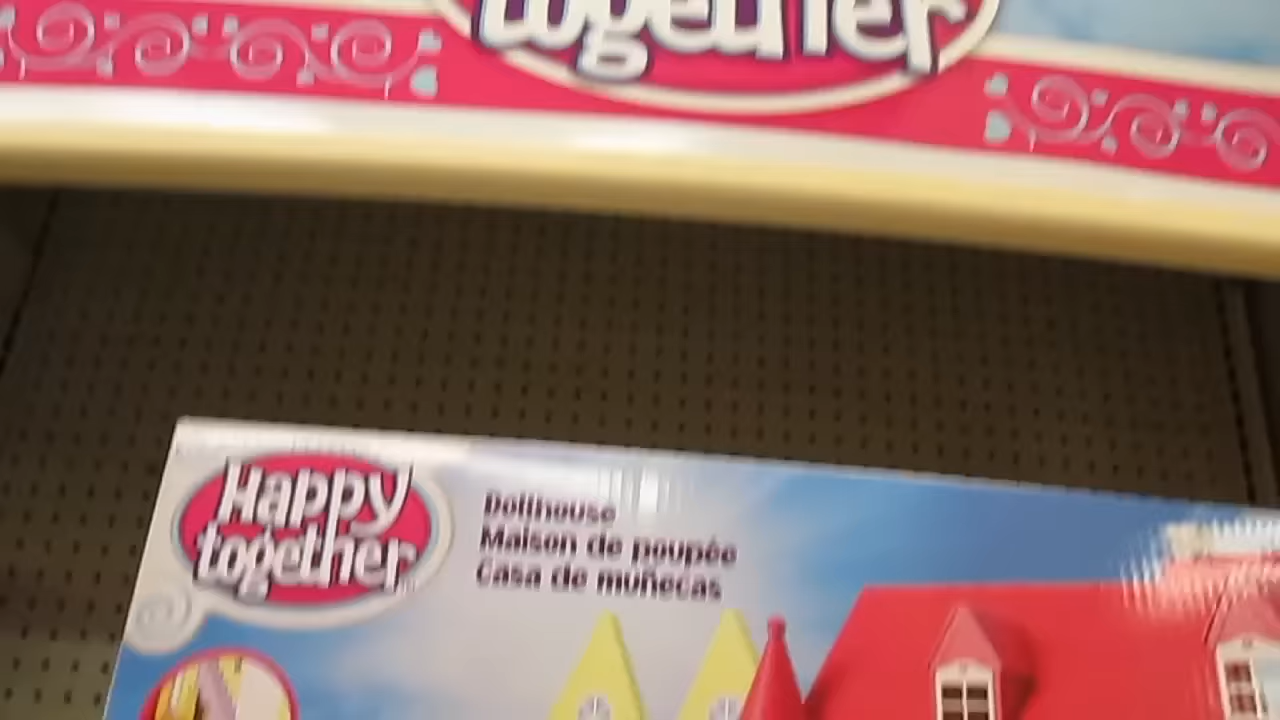 together
Happy
together
Dollhouse
Maison de poupée
Casa de muñecas